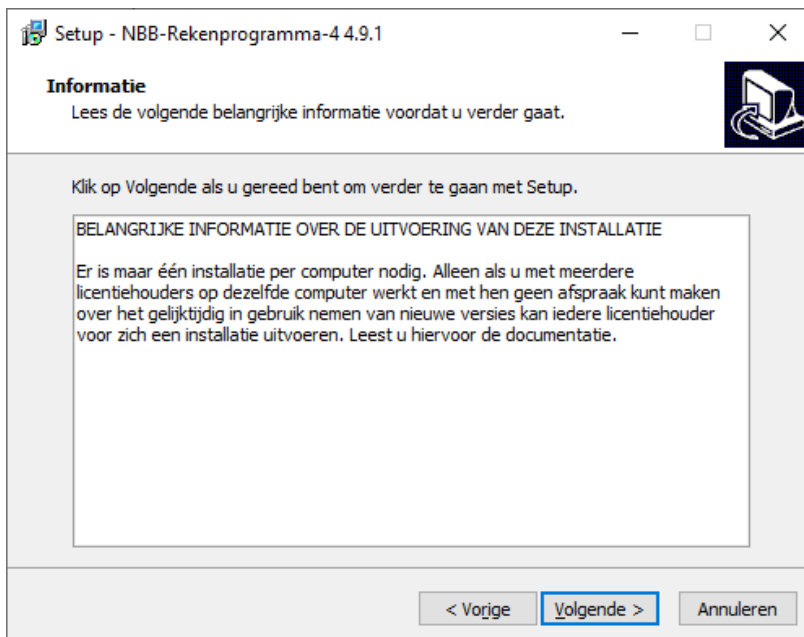 Setup - NBB-Rekenprogramma-4 4.9.1
Informatie
Lees de volgende belangrijke informatie voordat u verder gaat.
Klik op Volgende als u gereed bent om verder te gaan met Setup.
BELANGRIJKE INFORMATIE OVER DE UITVOERING VAN DEZE INSTALLATIE
Er is maar één installatie per computer nodig. Alleen als u met meerdere
licentiehouders op dezelfde computer werkt en met hen geen afspraak kunt maken
over het gelijktijdig in gebruik nemen van nieuwe versies kan iedere licentiehouder
voor zich een installatie uitvoeren. Leest u hiervoor de documentatie.
< Vorige
Volgende >
Annuleren